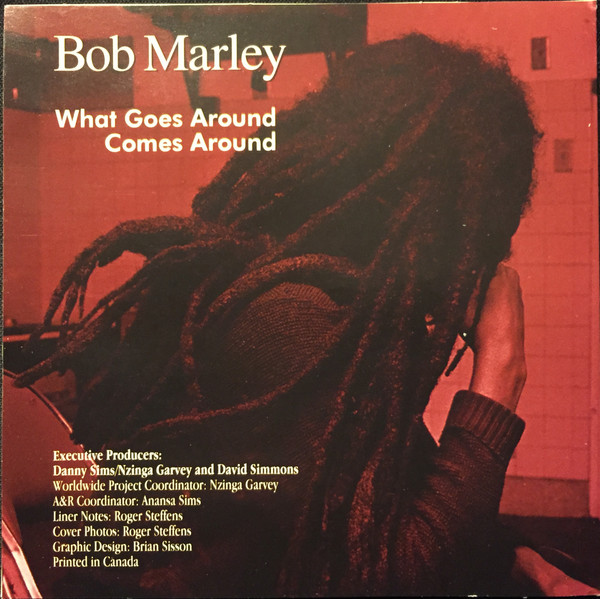 Bob Marley
What Goes Around
Comes Around
Executive Producers:
Danny Sims/Nzinga Garvey and David Simmons
Worldwide Project Coordinator: Nzinga Garvey
A&R Coordinator: Anansa Sims
Liner Notes: Roger Steffens
Cover Photos: Roger Steffens
Graphic Design: Brian Sisson
Printed in Canada